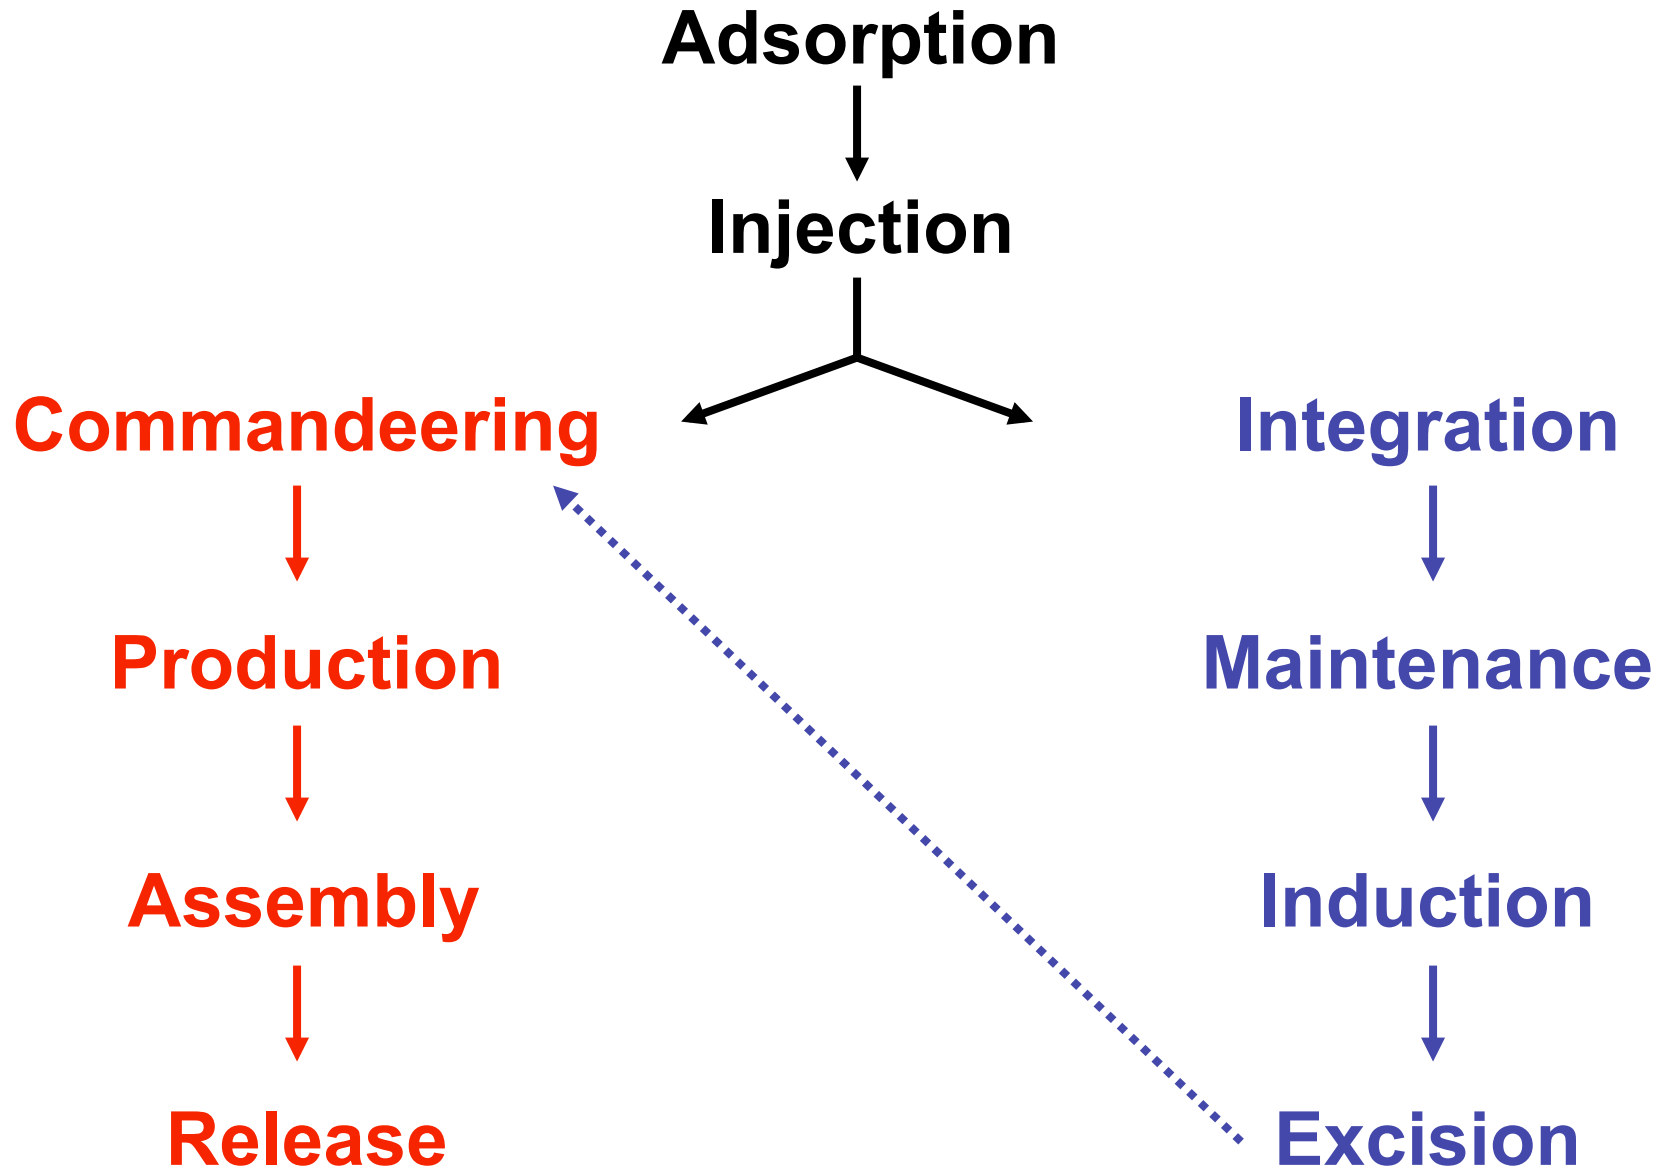 Adsorption
Injection
Commandeering
Integration
Production
Maintenance
Assembly
Induction
Release
Excision